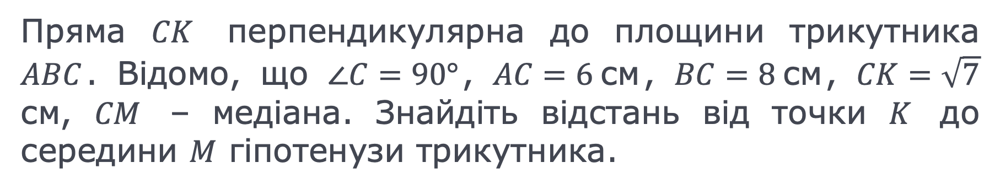 Пряма CK перпендикулярна до площини трикутника
ABC. Відомо, що ∠C = 90°, AC = 6 см, BC = 8 см, CK = √7
см, CM – медіана. Знайдіть відстань від точки K до
середини M гіпотенузи трикутника.